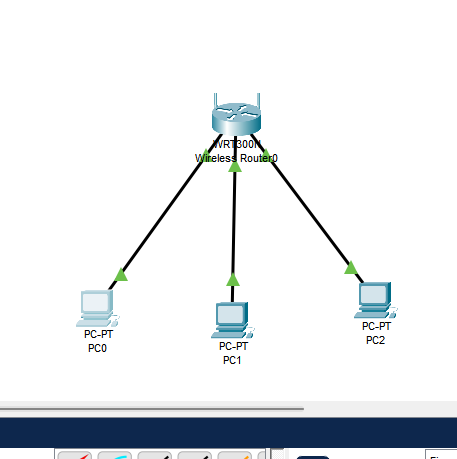 WRT300N
Wireless Router0
PC-PT
PC0
PC-PT
PC1
PC-PT
PC2